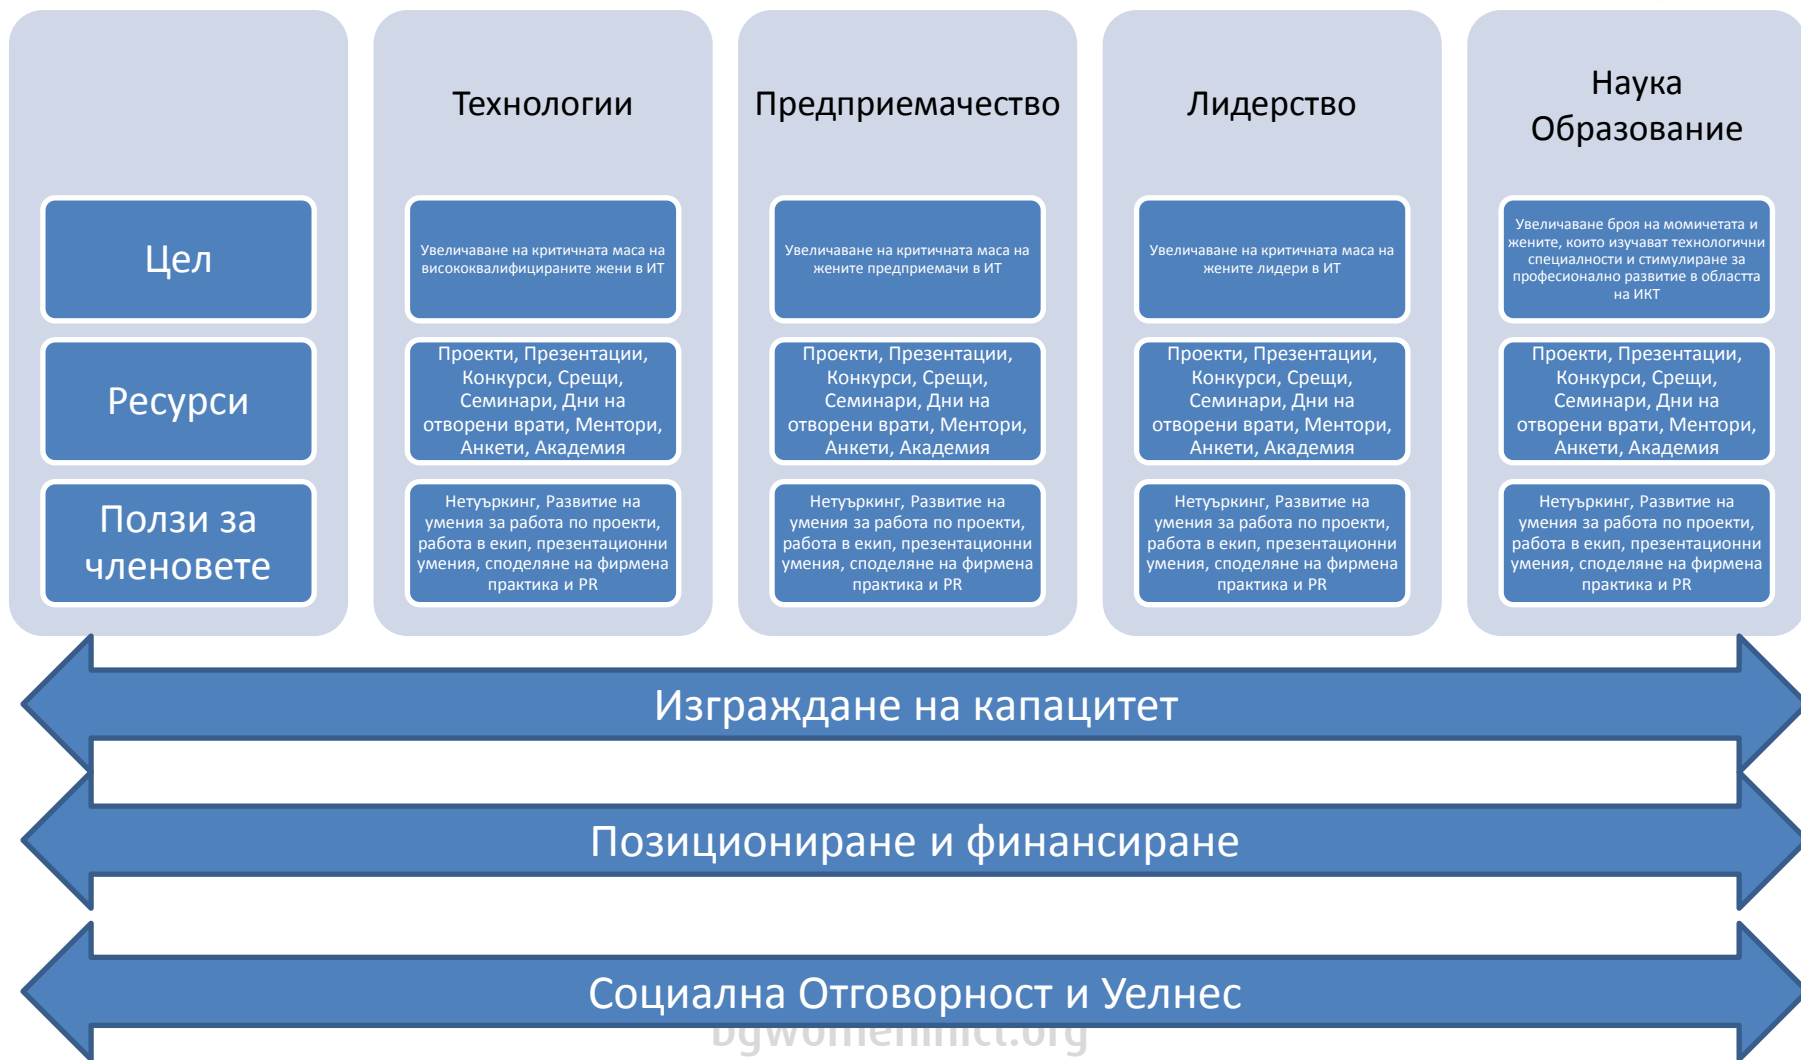 Технологии
Предприемачество
Лидерство
Наука
Образование
Цел
Увеличаване на критичната маса на
висококвалифицираните жени в ИТ
Увеличаване на критичната маса на
жените предприемачи в ИТ
Увеличаване на критичната маса на
жените лидери в ИТ
Увеличаване броя на момичетата и
жените, които изучават технологични
специалности и стимулиране за
професионално развитие в областта
на ИКТ
Ресурси
Проекти, Презентации,
Конкурси, Срещи,
Семинари, Дни на
отворени врати, Ментори,
Анкети, Академия
Проекти, Презентации,
Конкурси, Срещи,
Семинари, Дни на
отворени врати, Ментори,
Анкети, Академия
Проекти, Презентации,
Конкурси, Срещи,
Семинари, Дни на
отворени врати, Ментори,
Анкети, Академия
Проекти, Презентации,
Конкурси, Срещи,
Семинари, Дни на
отворени врати, Ментори,
Анкети, Академия
Ползи за
членовете
Нетуъркинг, Развитие на
умения за работа по проекти,
работа в екип, презентационни
умения, споделяне на фирмена
практика и PR
Нетуъркинг, Развитие на
умения за работа по проекти,
работа в екип, презентационни
умения, споделяне на фирмена
практика и PR
Нетуъркинг, Развитие на
умения за работа по проекти,
работа в екип, презентационни
умения, споделяне на фирмена
практика и PR
Нетуъркинг, Развитие на
умения за работа по проекти,
работа в екип, презентационни
умения, споделяне на фирмена
практика и PR
Изграждане на капацитет
Позициониране и финансиране
Социална Отговорност и Уелнес
bgwomeninict.org